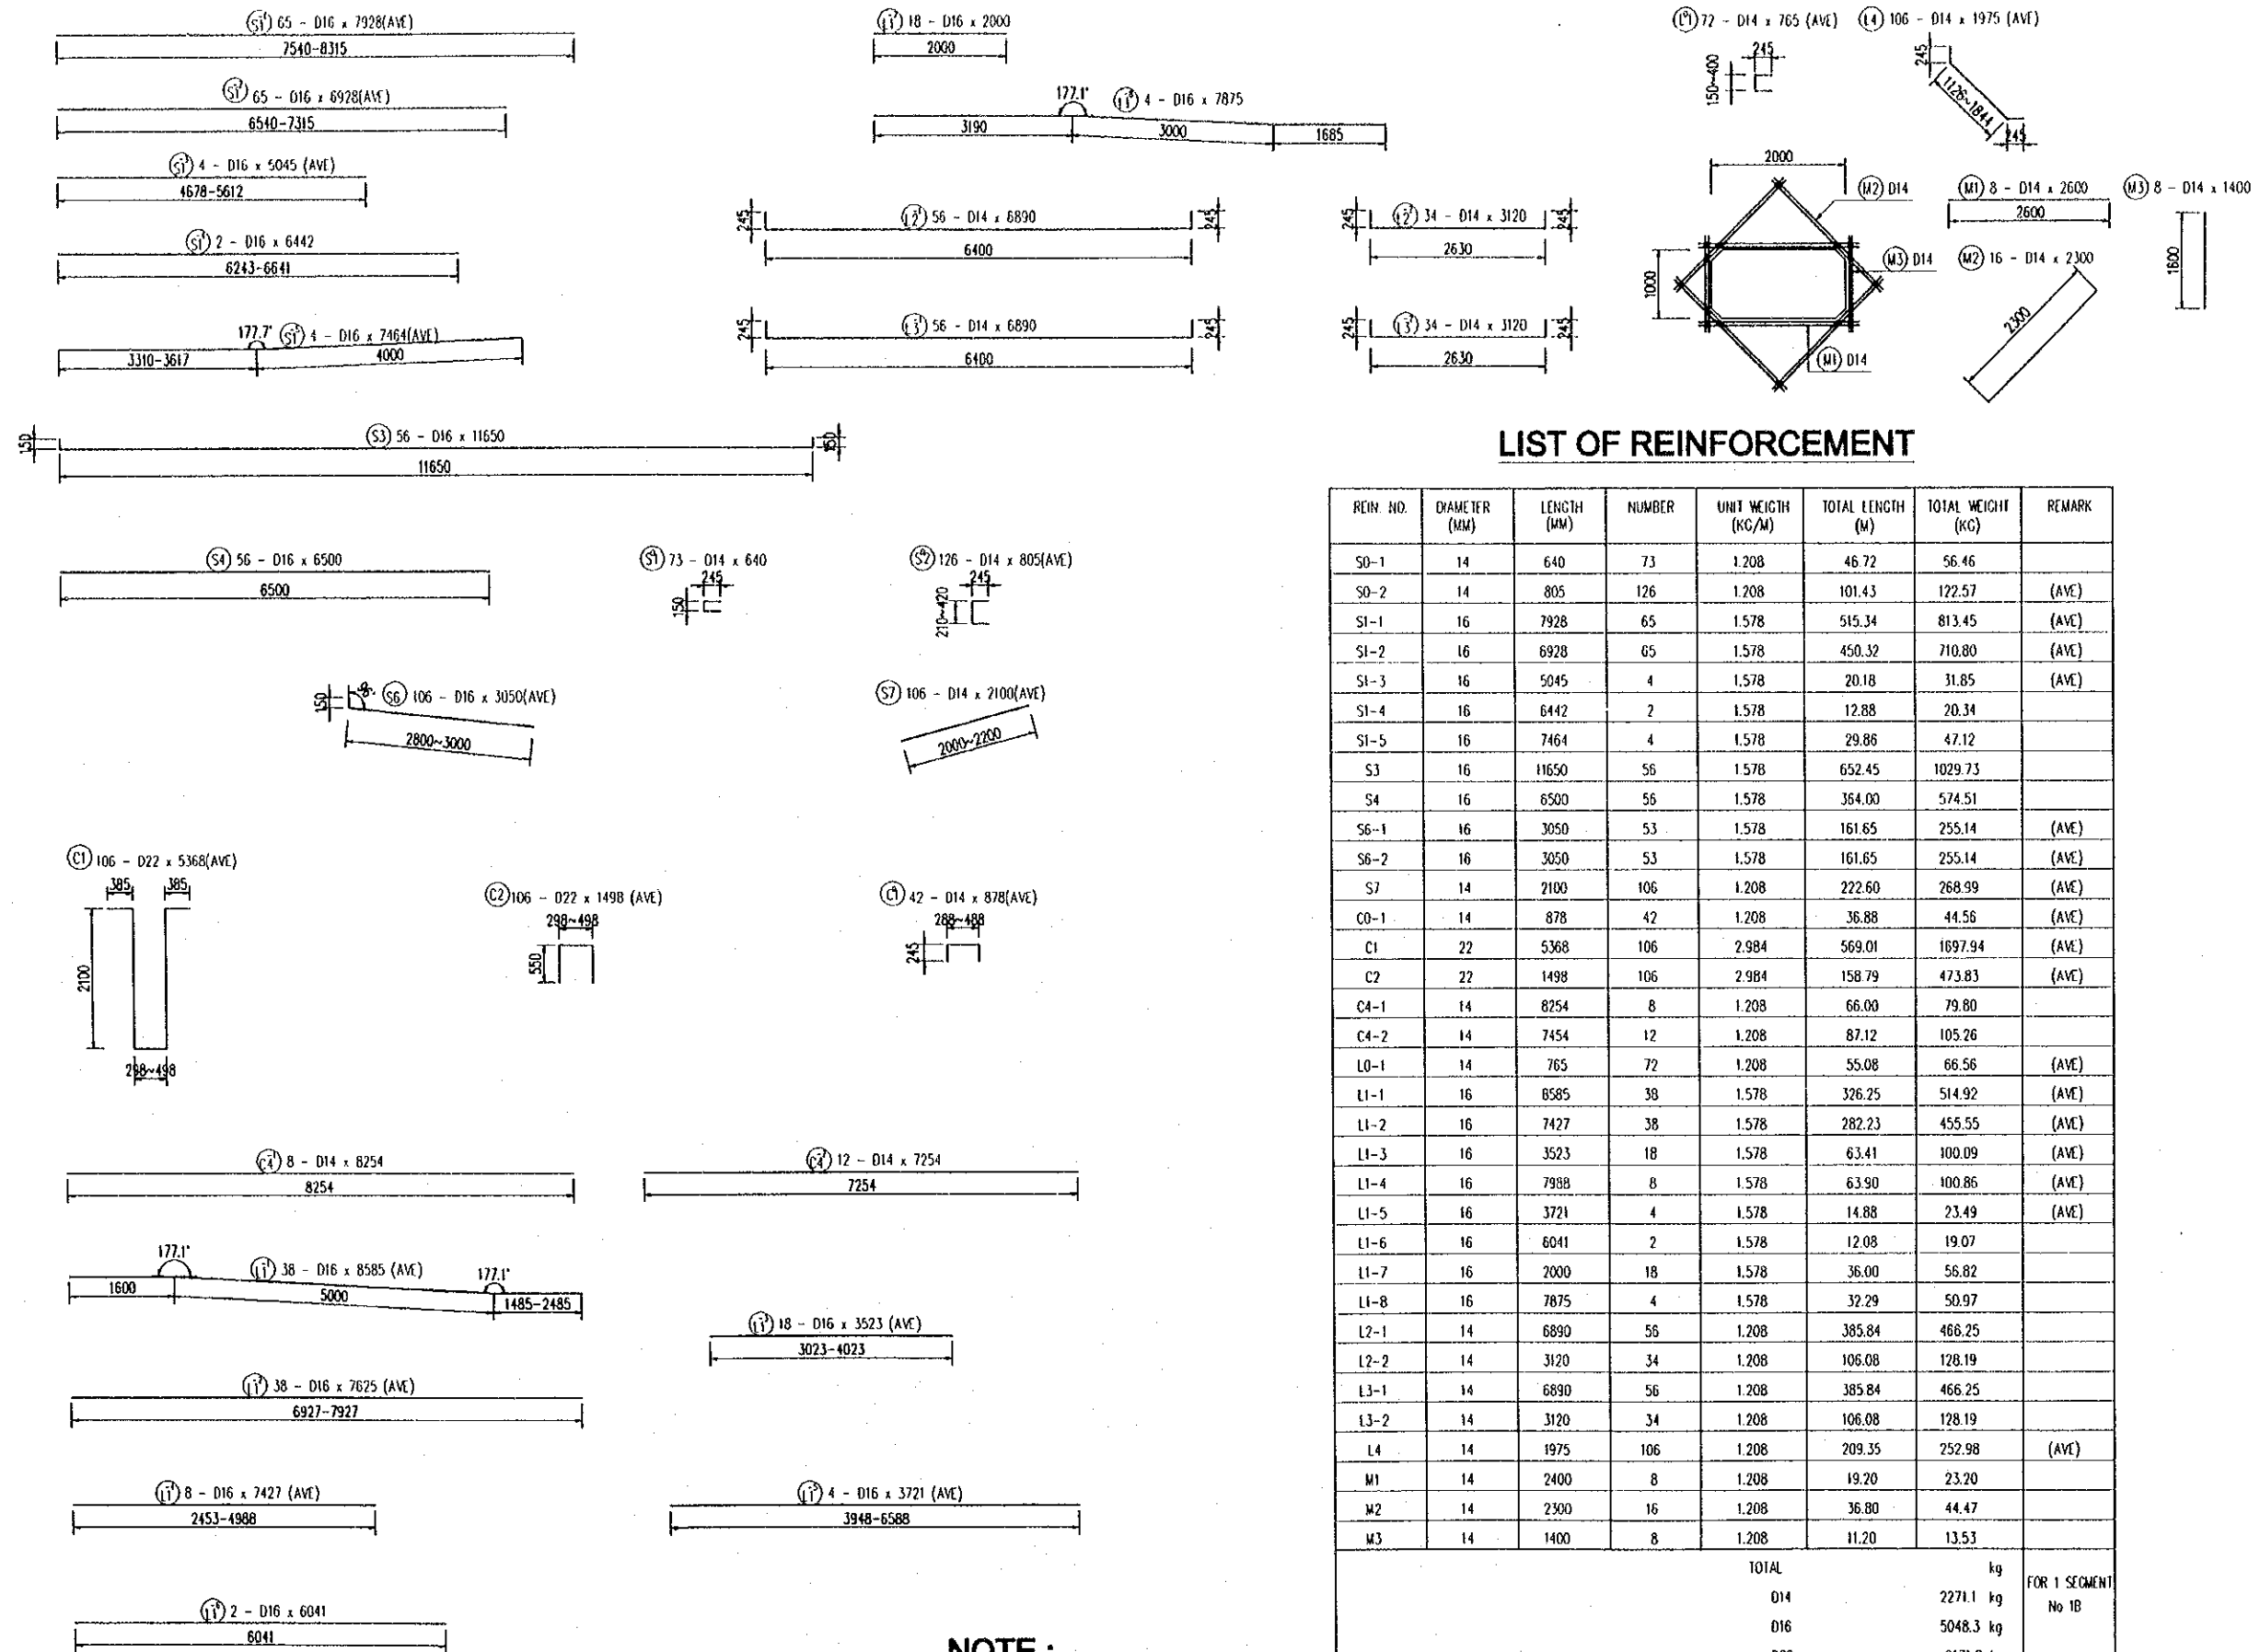 S1-1 65 - D16 x 7928(AVE)
7540-8315
S1-2 65 - D16 x 6928(AVE)
6540-7315
S1-3 4 - D16 x 5045 (AVE)
4678-5612
S1-4 2 - D16 x 6442
6243-6641
177.7° S1-5 4 - D16 x 7464(AVE)
3310-3617 4000
150 S3 56 - D16 x 11650 150
11650
S4 56 - D16 x 6500
6500
S0-1 73 - D14 x 640
245
150
S0-2 126 - D14 x 805(AVE)
245
210~420
150 S6 106 - D16 x 3050(AVE)
2800~3000
S7 106 - D14 x 2100(AVE)
2000~2200
C1 106 - D22 x 5368(AVE)
385 385
2100
298~498
C2 106 - D22 x 1498 (AVE)
298~498
550
42 - D14 x 878(AVE)
288~488
245
8 - D14 x 8254
8254
12 - D14 x 7254
7254
177.1° 38 - D16 x 8585 (AVE) 177.1°
1600 5000 1485-2485
18 - D16 x 3523 (AVE)
3023-4023
38 - D16 x 7625 (AVE)
6927-7927
8 - D16 x 7427 (AVE)
2453-4988
4 - D16 x 3721 (AVE)
3948-6588
2 - D16 x 6041
6041
18 - D16 x 2000
2000
177.1° 4 - D16 x 7875
3190 3000 1685
245 56 - D14 x 6890 245
6400
245 34 - D14 x 3120 245
2630
245 56 - D14 x 6890 245
6400
245 34 - D14 x 3120 245
2630
72 - D14 x 765 (AVE)
245
150~400
L4 106 - D14 x 1975 (AVE)
245
1126~1844
245
2000
1000
M2 D14
M3 D14
M1 D14
M1 8 - D14 x 2600
2600
M2 16 - D14 x 2300
2300
M3 8 - D14 x 1400
1600
LIST OF REINFORCEMENT
REIN. NO. DIAMETER (MM) LENGTH (MM) NUMBER UNIT WEIGTH (KG/M) TOTAL LENGTH (M) TOTAL WEIGHT (KG) REMARK
S0-1 14 640 73 1.208 46.72 56.46
S0-2 14 805 126 1.208 101.43 122.57 (AVE)
S1-1 16 7928 65 1.578 515.34 813.45 (AVE)
S1-2 16 6928 65 1.578 450.32 710.80 (AVE)
S1-3 16 5045 4 1.578 20.18 31.85 (AVE)
S1-4 16 6442 2 1.578 12.88 20.34
S1-5 16 7464 4 1.578 29.86 47.12
S3 16 11650 56 1.578 652.45 1029.73
S4 16 6500 56 1.578 364.00 574.51
S6-1 16 3050 53 1.578 161.65 255.14 (AVE)
S6-2 16 3050 53 1.578 161.65 255.14 (AVE)
S7 14 2100 106 1.208 222.60 268.99 (AVE)
C0-1 14 878 42 1.208 36.88 44.56 (AVE)
C1 22 5368 106 2.984 569.01 1697.94 (AVE)
C2 22 1498 106 2.984 158.79 473.83 (AVE)
C4-1 14 8254 8 1.208 66.00 79.80
C4-2 14 7454 12 1.208 87.12 105.26
L0-1 14 765 72 1.208 55.08 66.56 (AVE)
L1-1 16 8585 38 1.578 326.25 514.92 (AVE)
L1-2 16 7427 38 1.578 282.23 455.55 (AVE)
L1-3 16 3523 18 1.578 63.41 100.09 (AVE)
L1-4 16 7988 8 1.578 63.90 100.86 (AVE)
L1-5 16 3721 4 1.578 14.88 23.49 (AVE)
L1-6 16 6041 2 1.578 12.08 19.07
L1-7 16 2000 18 1.578 36.00 56.82
L1-8 16 7875 4 1.578 32.29 50.97
L2-1 14 6890 56 1.208 385.84 466.25
L2-2 14 3120 34 1.208 106.08 128.19
L3-1 14 6890 56 1.208 385.84 466.25
L3-2 14 3120 34 1.208 106.08 128.19
L4 14 1975 106 1.208 209.35 252.98 (AVE)
M1 14 2400 8 1.208 19.20 23.20
M2 14 2300 16 1.208 36.80 44.47
M3 14 1400 8 1.208 11.20 13.53
TOTAL kg
D14 2271.1 kg
D16 5048.3 kg
FOR 1 SEGMENT
No 1B
NOTE :